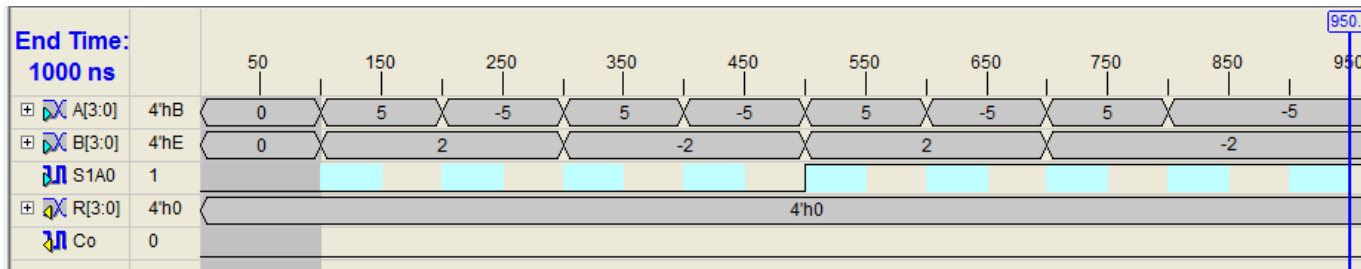 950.
End Time:
1000 ns
50 150 250 350 450 550 650 750 850 950
A[3:0] 4'hB 0 5 -5 5 -5 5 -5 5 -5
B[3:0] 4'hE 0 2 -2 2 -2
S1A0 1
R[3:0] 4'h0 4'h0
Co 0